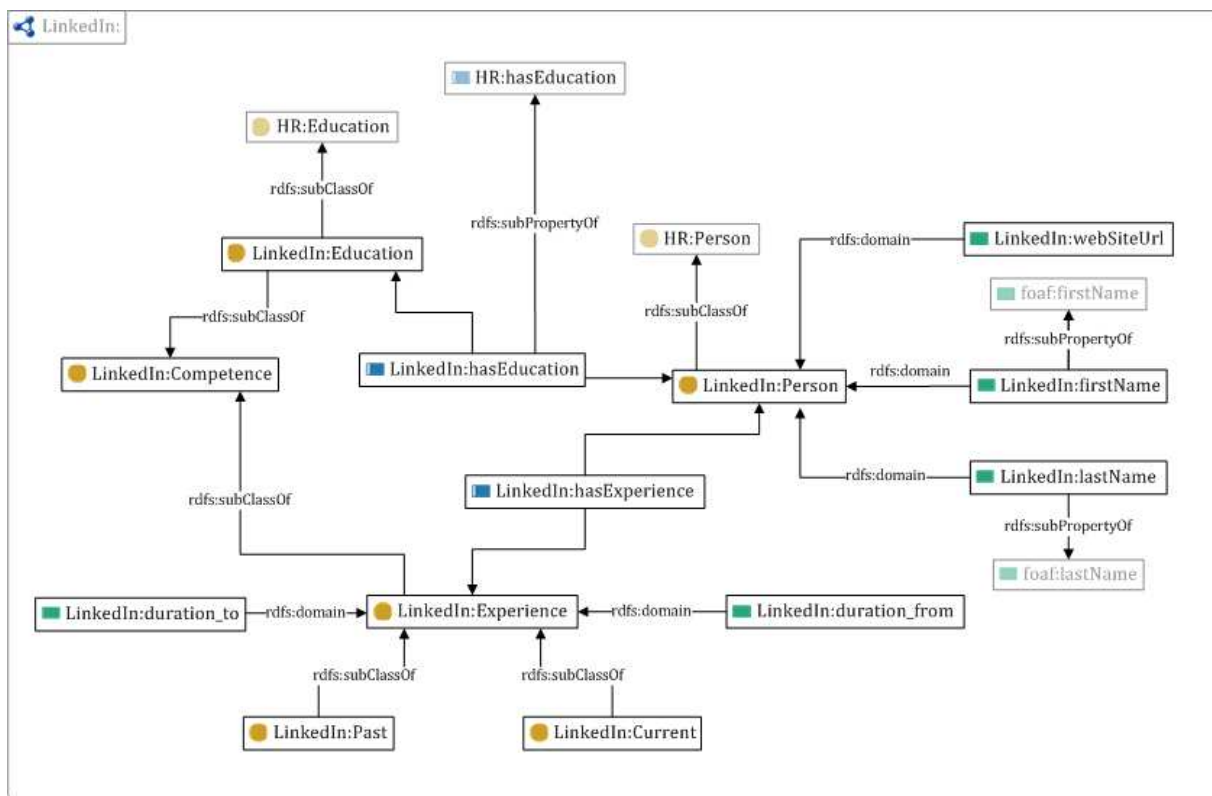 LinkedIn:
HR:hasEducation
HR:Education
rdfs:subClassOf
rdfs:subPropertyOf
HR:Person
rdfs:domain
LinkedIn:webSiteUrl
LinkedIn:Education
foaf:firstName
rdfs:subClassOf
rdfs:subClassOf
rdfs:subPropertyOf
LinkedIn:Competence
LinkedIn:hasEducation
LinkedIn:Person
rdfs:domain
LinkedIn:firstName
rdfs:subClassOf
LinkedIn:hasExperience
rdfs:domain
LinkedIn:lastName
rdfs:subPropertyOf
foaf:lastName
LinkedIn:duration_to
rdfs:domain
LinkedIn:Experience
rdfs:domain
LinkedIn:duration_from
rdfs:subClassOf
rdfs:subClassOf
LinkedIn:Past
LinkedIn:Current